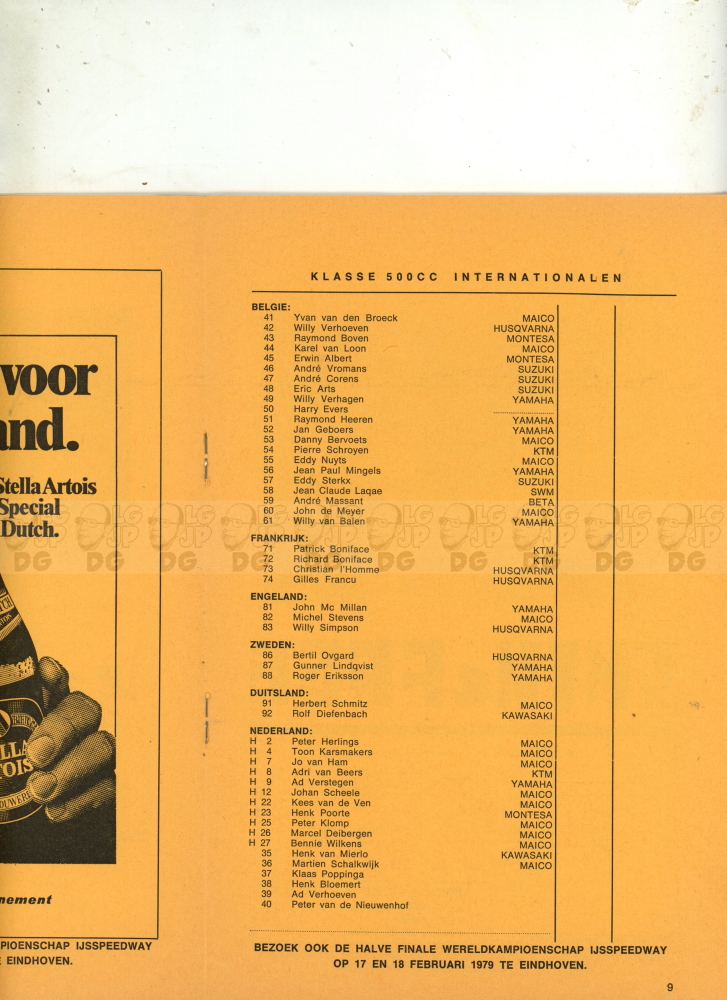 voor
and.
Stella Artois
Special
Dutch.
nement
PIOENSCHAP IJSSPEEDWAY
E EINDHOVEN.
KLASSE 500CC INTERNATIONALEN
BELGIE:
41 Yvan van den Broeck MAICO
42 Willy Verhoeven HUSQVARNA
43 Raymond Boven MONTESA
44 Karel van Loon MAICO
45 Erwin Albert MONTESA
46 André Vromans SUZUKI
47 André Corens SUZUKI
48 Eric Arts SUZUKI
49 Willy Verhagen YAMAHA
50 Harry Evers ....................
51 Raymond Heeren YAMAHA
52 Jan Geboers YAMAHA
53 Danny Bervoets MAICO
54 Pierre Schroyen KTM
55 Eddy Nuyts MAICO
56 Jean Paul Mingels YAMAHA
57 Eddy Sterkx SUZUKI
58 Jean Claude Laqae SWM
59 André Massant BETA
60 John de Meyer MAICO
61 Willy van Balen YAMAHA
FRANKRIJK:
71 Patrick Boniface KTM
72 Richard Boniface KTM
73 Christian l'Homme HUSQVARNA
74 Gilles Francu HUSQVARNA
ENGELAND:
81 John Mc Millan YAMAHA
82 Michel Stevens MAICO
83 Willy Simpson HUSQVARNA
ZWEDEN:
86 Bertil Ovgard HUSQVARNA
87 Gunner Lindqvist YAMAHA
88 Roger Eriksson YAMAHA
DUITSLAND:
91 Herbert Schmitz MAICO
92 Rolf Diefenbach KAWASAKI
NEDERLAND:
H 2 Peter Herlings MAICO
H 4 Toon Karsmakers MAICO
H 7 Jo van Ham MAICO
H 8 Adri van Beers KTM
H 9 Ad Verstegen YAMAHA
H 12 Johan Scheele MAICO
H 22 Kees van de Ven MAICO
H 23 Henk Poorte MONTESA
H 25 Peter Klomp MAICO
H 26 Marcel Deibergen MAICO
H 27 Bennie Wilkens MAICO
35 Henk van Mierlo KAWASAKI
36 Martien Schalkwijk MAICO
37 Klaas Poppinga
38 Henk Bloemert
39 Ad Verhoeven
40 Peter van de Nieuwenhof
BEZOEK OOK DE HALVE FINALE WERELDKAMPIOENSCHAP IJSSPEEDWAY
OP 17 EN 18 FEBRUARI 1979 TE EINDHOVEN.
9